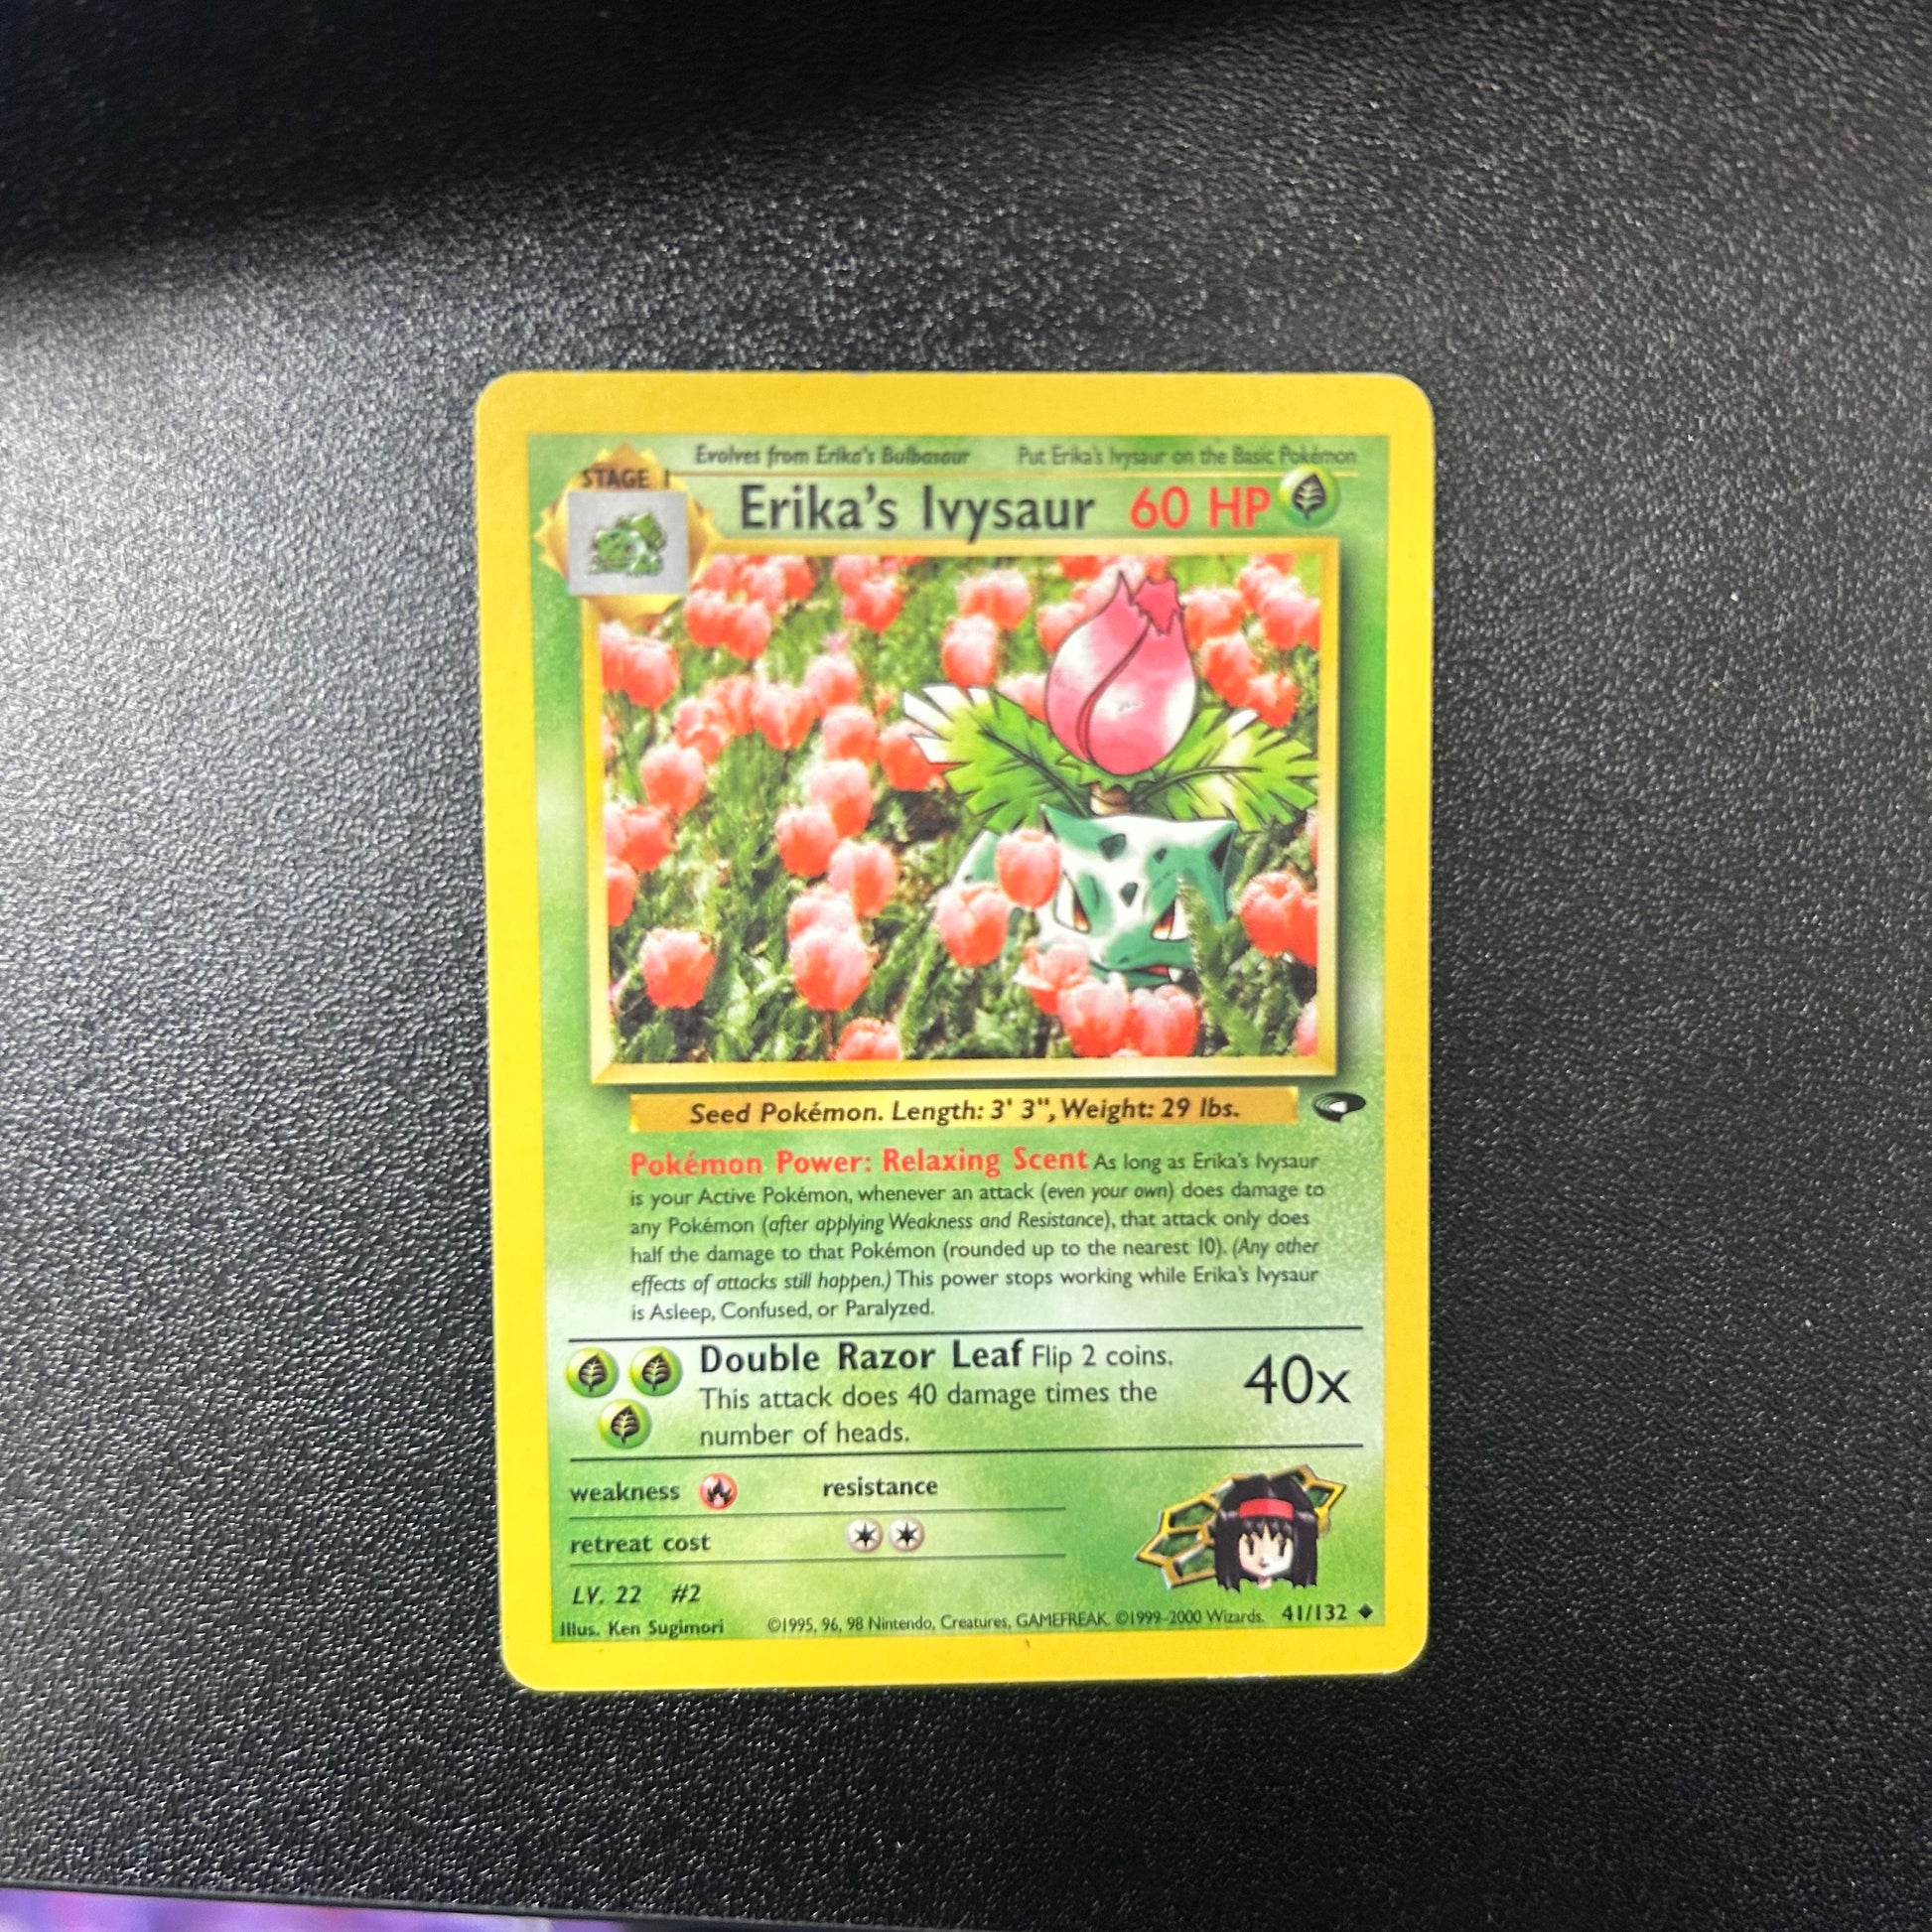 Evolves from Erika's Bulbasaur Put Erika's Ivysaur on the Basic Pokémon
STAGE 1
Erika's Ivysaur 60 HP
Seed Pokémon. Length: 3' 3", Weight: 29 lbs.
Pokémon Power: Relaxing Scent As long as Erika's Ivysaur
is your Active Pokémon, whenever an attack (even your own) does damage to
any Pokémon (after applying Weakness and Resistance), that attack only does
half the damage to that Pokémon (rounded up to the nearest 10). (Any other
effects of attacks still happen.) This power stops working while Erika's Ivysaur
is Asleep, Confused, or Paralyzed.
Double Razor Leaf Flip 2 coins.
This attack does 40 damage times the
number of heads.
40x
weakness resistance
retreat cost
LV. 22 #2
Illus. Ken Sugimori ©1995, 96, 98 Nintendo, Creatures, GAMEFREAK. ©1999-2000 Wizards. 41/132